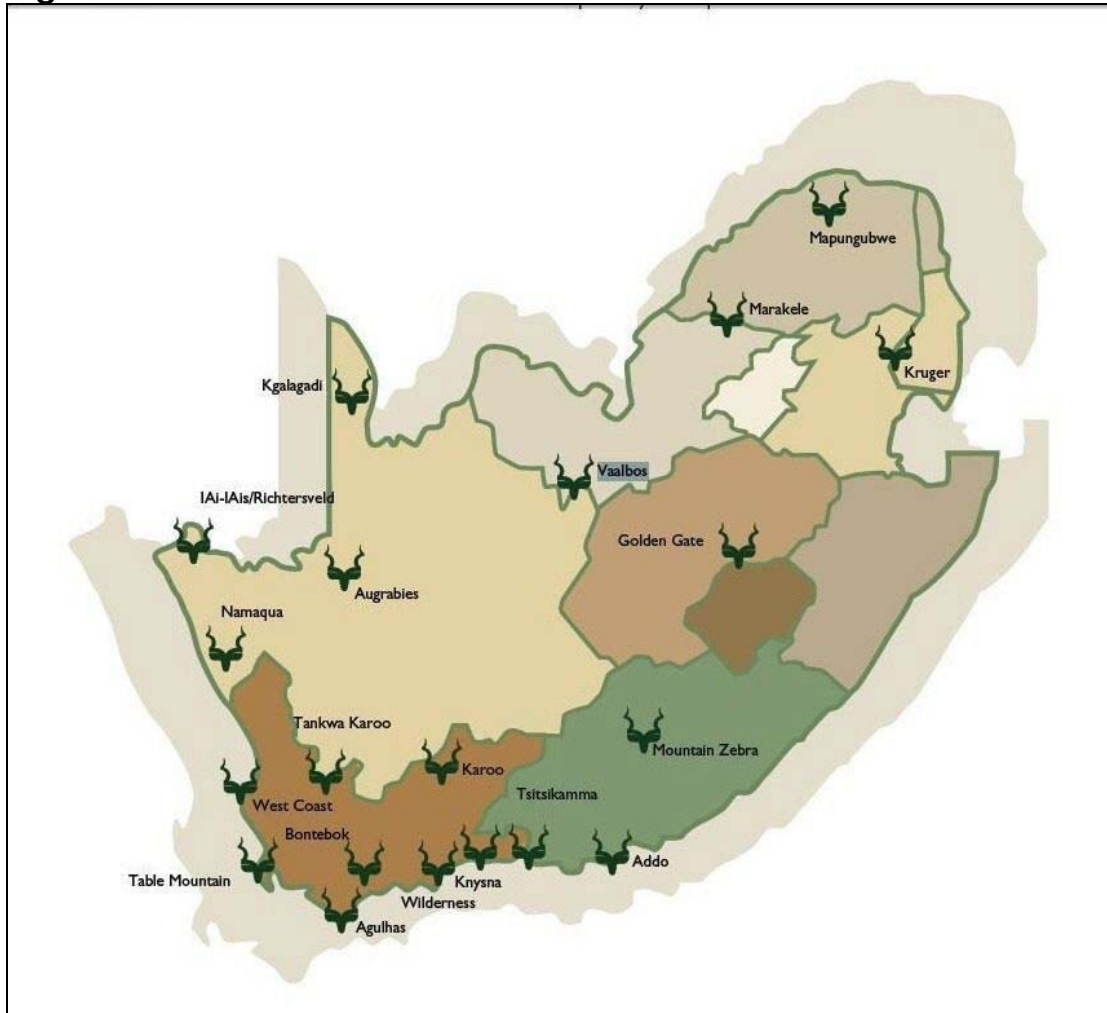 Mapungubwe
Marakele
Kruger
Kgalagadi
Vaalbos
IAi-IAis/Richtersveld
Golden Gate
Augrabies
Namaqua
Tankwa Karoo
Mountain Zebra
Karoo
Tsitsikamma
West Coast
Bontebok
Addo
Table Mountain
Knysna
Wilderness
Agulhas